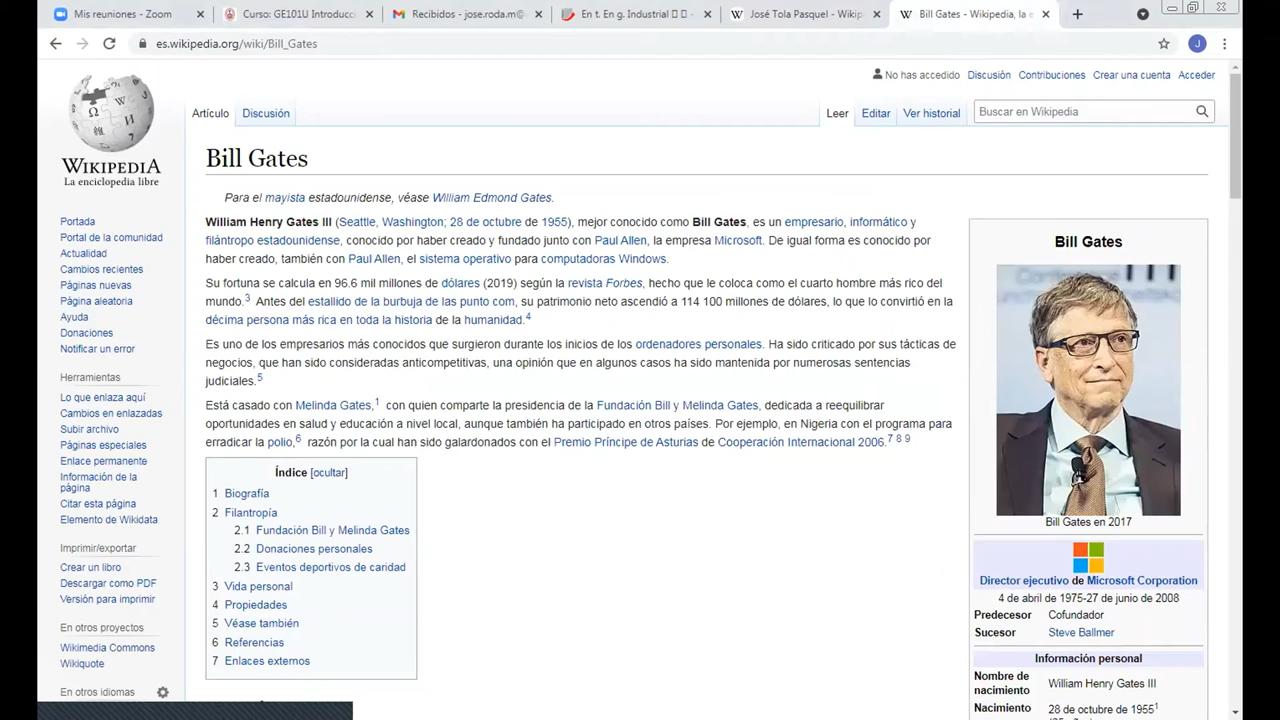 Mis reuniones - Zoom
Curso: GE101U Introducc
Recibidos - jose.roda.m@
En t. En g. Industrial
José Tola Pasquel - Wikip
Bill Gates - Wikipedia, la e
es.wikipedia.org/wiki/Bill_Gates
J
No has accedido Discusión Contribuciones Crear una cuenta Acceder
Artículo Discusión Leer Editar Ver historial Buscar en Wikipedia
WIKIPEDIA
La enciclopedia libre
Portada
Portal de la comunidad
Actualidad
Cambios recientes
Páginas nuevas
Página aleatoria
Ayuda
Donaciones
Notificar un error
Herramientas
Lo que enlaza aquí
Cambios en enlazadas
Subir archivo
Páginas especiales
Enlace permanente
Información de la
página
Citar esta página
Elemento de Wikidata
Imprimir/exportar
Crear un libro
Descargar como PDF
Versión para imprimir
En otros proyectos
Wikimedia Commons
Wikiquote
En otros idiomas
Bill Gates
Para el mayista estadounidense, véase William Edmond Gates.
William Henry Gates III (Seattle, Washington; 28 de octubre de 1955), mejor conocido como Bill Gates, es un empresario, informático y
filántropo estadounidense, conocido por haber creado y fundado junto con Paul Allen, la empresa Microsoft. De igual forma es conocido por
haber creado, también con Paul Allen, el sistema operativo para computadoras Windows.
Su fortuna se calcula en 96.6 mil millones de dólares (2019) según la revista Forbes, hecho que le coloca como el cuarto hombre más rico del
mundo.3 Antes del estallido de la burbuja de las punto com, su patrimonio neto ascendió a 114 100 millones de dólares, lo que lo convirtió en la
décima persona más rica en toda la historia de la humanidad.4
Es uno de los empresarios más conocidos que surgieron durante los inicios de los ordenadores personales. Ha sido criticado por sus tácticas de
negocios, que han sido consideradas anticompetitivas, una opinión que en algunos casos ha sido mantenida por numerosas sentencias
judiciales.5
Está casado con Melinda Gates,1 con quien comparte la presidencia de la Fundación Bill y Melinda Gates, dedicada a reequilibrar
oportunidades en salud y educación a nivel local, aunque también ha participado en otros países. Por ejemplo, en Nigeria con el programa para
erradicar la polio,6 razón por la cual han sido galardonados con el Premio Príncipe de Asturias de Cooperación Internacional 2006.7 8 9
Índice [ocultar]
1 Biografía
2 Filantropía
2.1 Fundación Bill y Melinda Gates
2.2 Donaciones personales
2.3 Eventos deportivos de caridad
3 Vida personal
4 Propiedades
5 Véase también
6 Referencias
7 Enlaces externos
Bill Gates
Bill Gates en 2017
Director ejecutivo de Microsoft Corporation
4 de abril de 1975-27 de junio de 2008
Predecesor Cofundador
Sucesor Steve Ballmer
Información personal
Nombre de
nacimiento William Henry Gates III
Nacimiento 28 de octubre de 19551